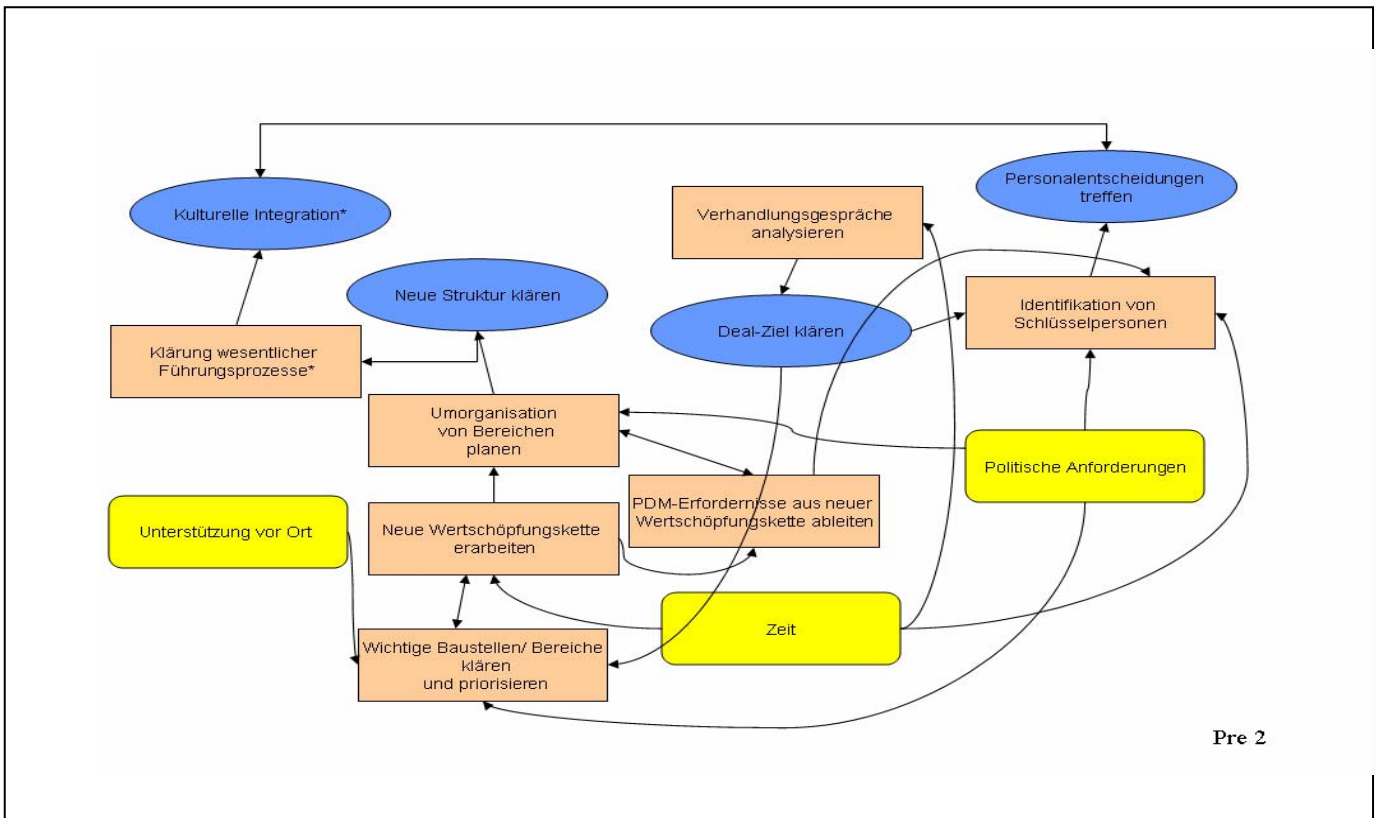 Kulturelle Integration*
Personalentscheidungen
treffen
Verhandlungsgespräche
analysieren
Neue Struktur klären
Deal-Ziel klären
Identifikation von
Schlüsselpersonen
Klärung wesentlicher
Führungsprozesse*
Umorganisation
von Bereichen
planen
Politische Anforderungen
PDM-Erfordernisse aus neuer
Wertschöpfungskette ableiten
Unterstützung vor Ort
Neue Wertschöpfungskette
erarbeiten
Zeit
Wichtige Baustellen/ Bereiche
klären
und priorisieren
Pre 2